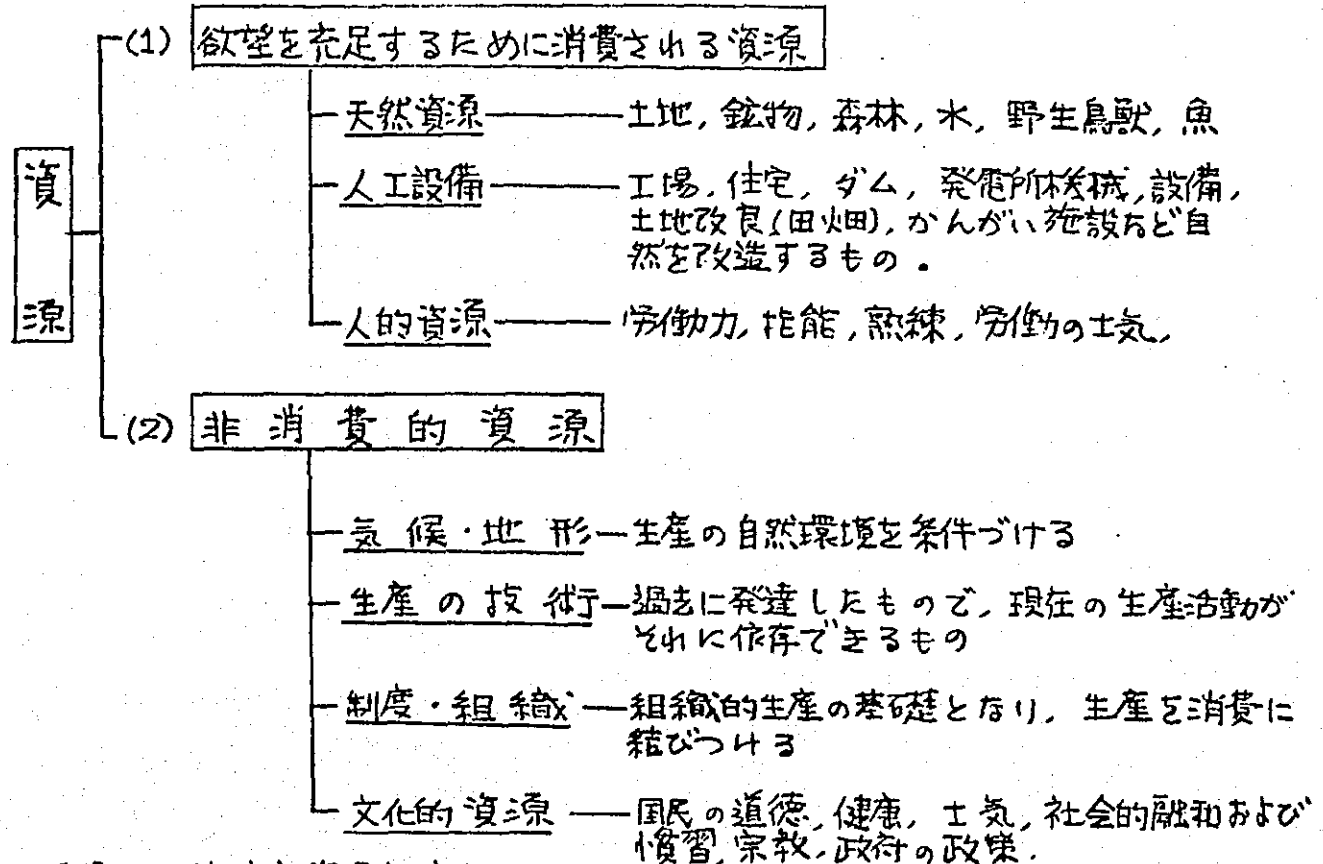 資源
(1) 欲望を充足するために消費される資源
天然資源 土地, 鉱物, 森林, 水, 野生鳥獣, 魚
人工設備 工場, 住宅, ダム, 発電所機械, 設備,
土地改良(田畑), かんがい施設など自
然を改造するもの.
人的資源 労働力, 技能, 熟練, 労働の士気,
(2) 非消費的資源
気候・地形 生産の自然環境を条件づける
生産の技術 過去に発達したもので, 現在の生産活動が
それに依存できるもの
制度・組織 組織的生産の基礎となり, 生産を消費に
結びつける
文化的資源 国民の道徳, 健康, 士気, 社会的融和および
慣習, 宗教, 政府の政策.